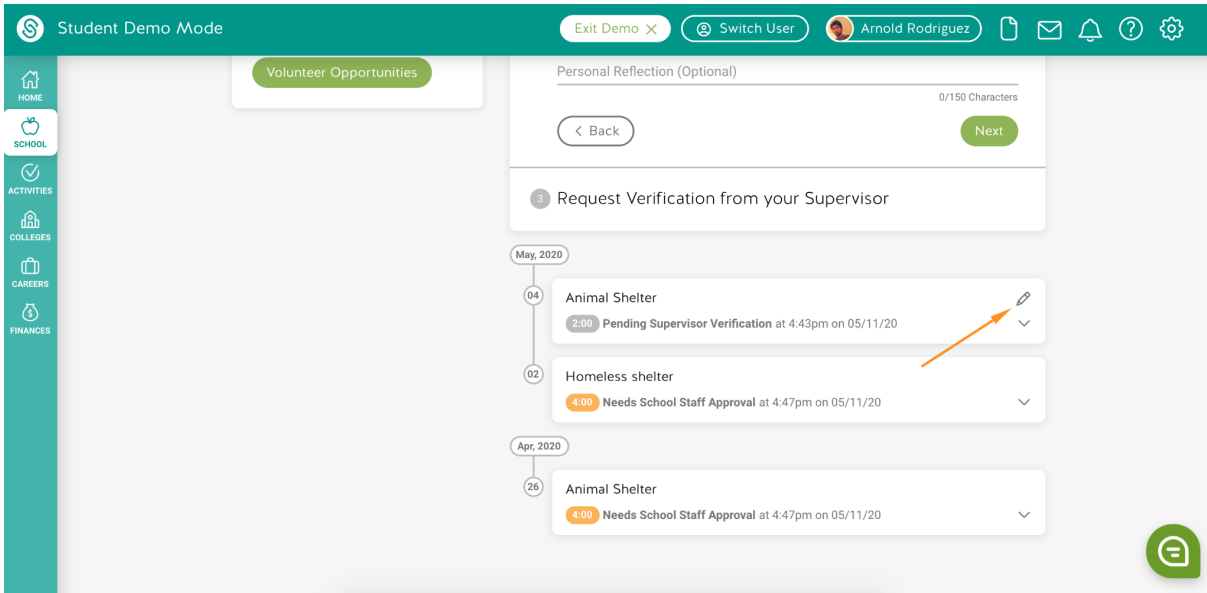 Student Demo Mode
Exit Demo
Switch User
Arnold Rodriguez
HOME
SCHOOL
ACTIVITIES
COLLEGES
CAREERS
FINANCES
Volunteer Opportunities
Personal Reflection (Optional)
0/150 Characters
Back
Next
3 Request Verification from your Supervisor
May, 2020
04
Animal Shelter
2:00 Pending Supervisor Verification at 4:43pm on 05/11/20
02
Homeless shelter
4:00 Needs School Staff Approval at 4:47pm on 05/11/20
Apr, 2020
26
Animal Shelter
4:00 Needs School Staff Approval at 4:47pm on 05/11/20